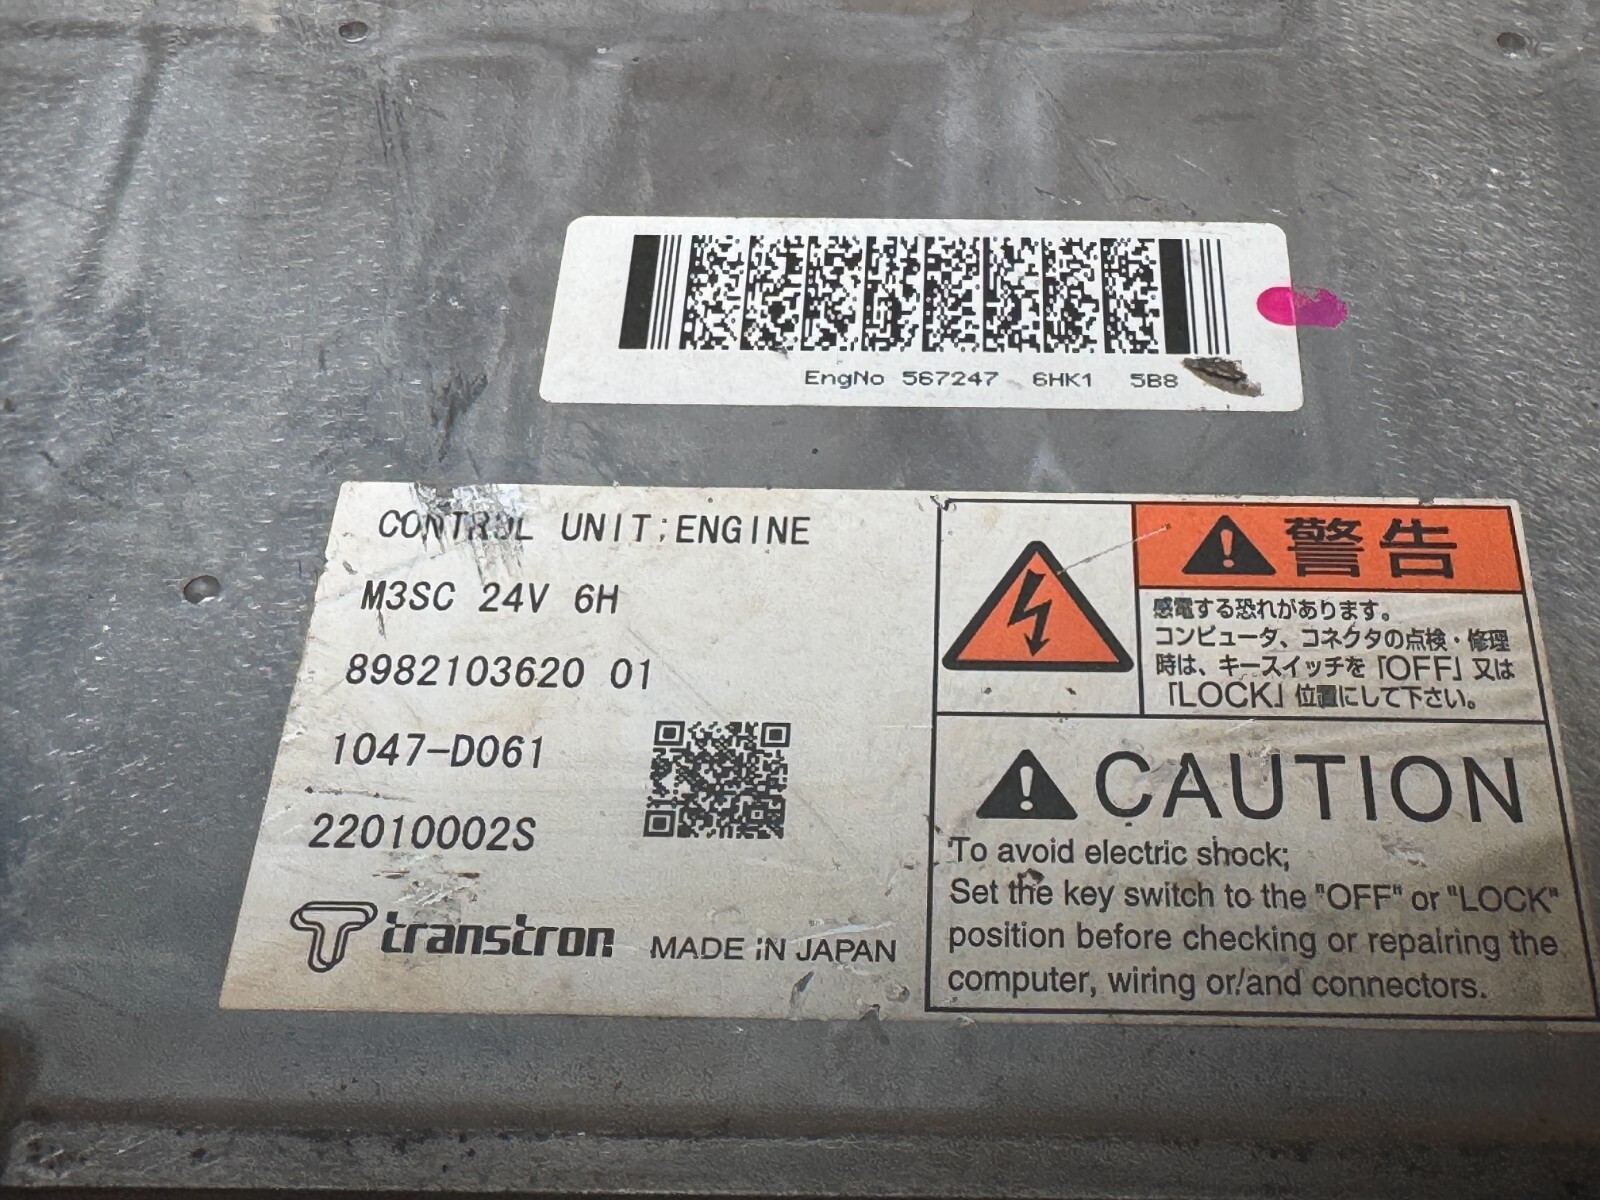 EngNo 567247 6HK1 5B8
CONTROL UNIT;ENGINE
M3SC 24V 6H
8982103620 01
1047-D061
22010002S
transtron MADE IN JAPAN
警告
感電する恐れがあります。
コンピュータ、コネクタの点検・修理
時は、キースイッチを「OFF」又は
「LOCK」位置にして下さい。
CAUTION
To avoid electric shock;
Set the key switch to the "OFF" or "LOCK"
position before checking or repairing the
computer, wiring or/and connectors.